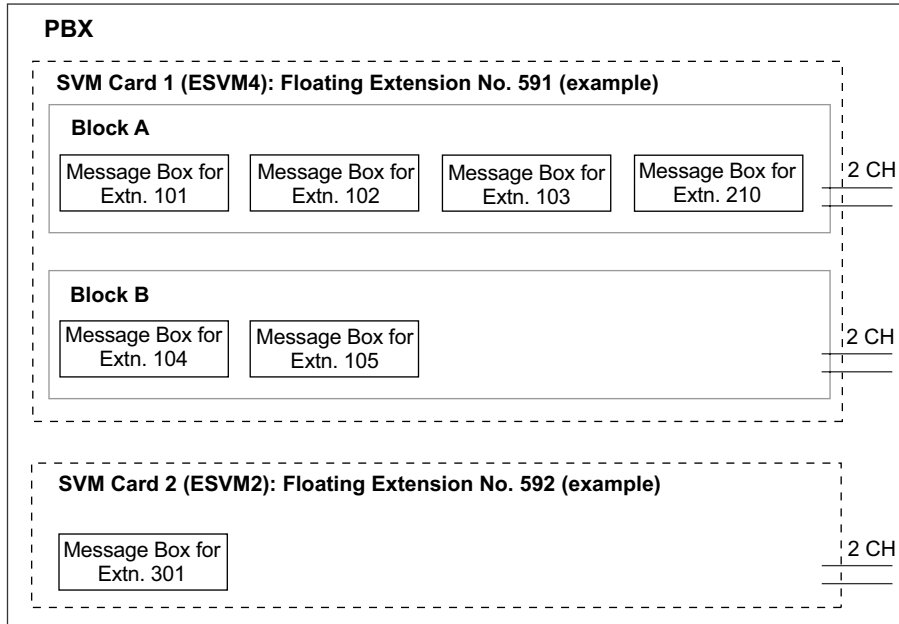 PBX
SVM Card 1 (ESVM4): Floating Extension No. 591 (example)
Block A
Message Box for
Extn. 101
Message Box for
Extn. 102
Message Box for
Extn. 103
Message Box for
Extn. 210
2 CH
Block B
Message Box for
Extn. 104
Message Box for
Extn. 105
2 CH
SVM Card 2 (ESVM2): Floating Extension No. 592 (example)
Message Box for
Extn. 301
2 CH